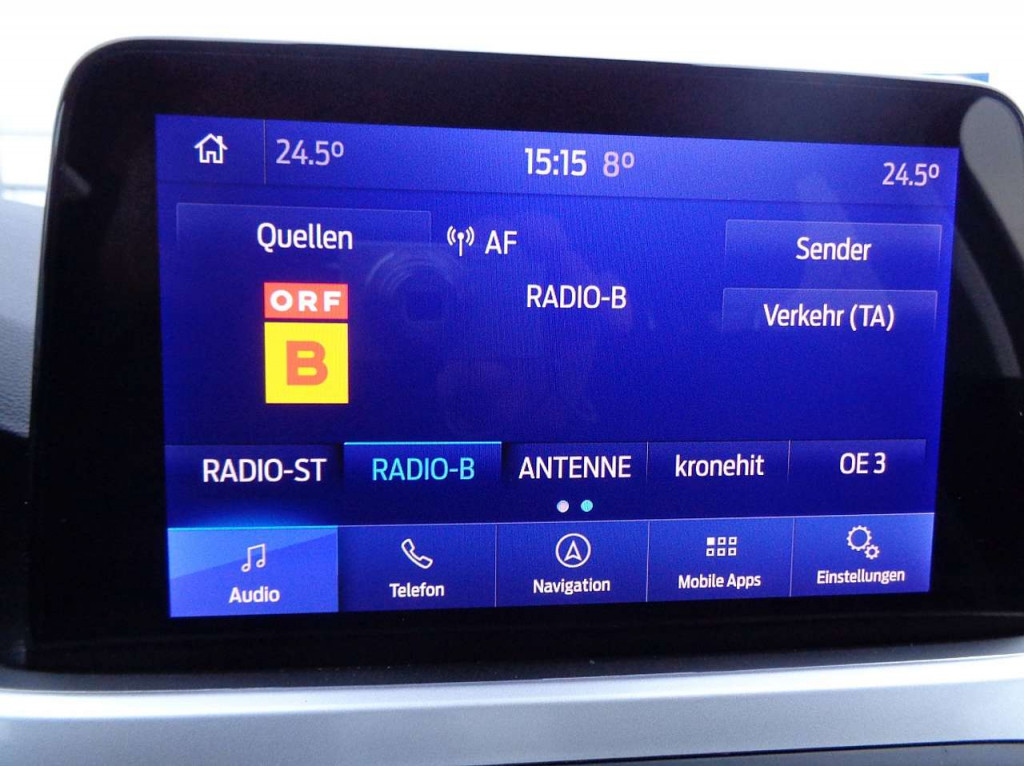 24.5° 15:15 8° 24.5°
Quellen AF Sender
ORF RADIO-B
B Verkehr (TA)
RADIO-ST RADIO-B ANTENNE kronehit OE 3
Audio Telefon Navigation Mobile Apps Einstellungen